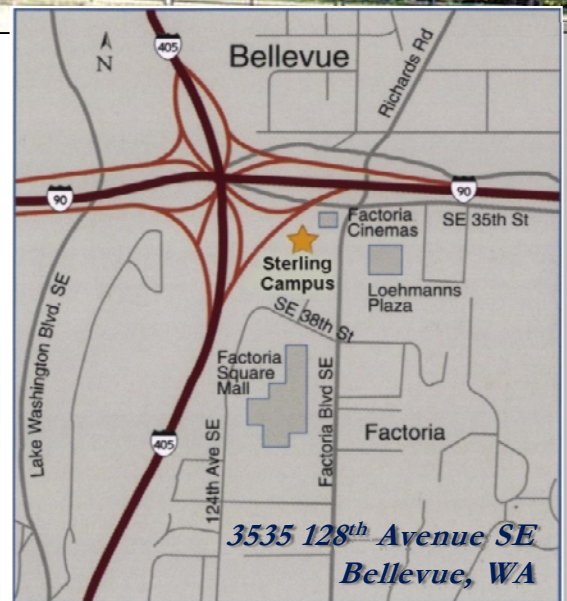 405
N
Bellevue
Richards Rd
90
90
Factoria
Cinemas
SE 35th St
Sterling
Campus
Loehmanns
Plaza
Lake Washington Blvd. SE
SE 38th St
Factoria
Square
Mall
Factoria Blvd SE
Factoria
405
124th Ave SE
3535 128th Avenue SE
Bellevue, WA